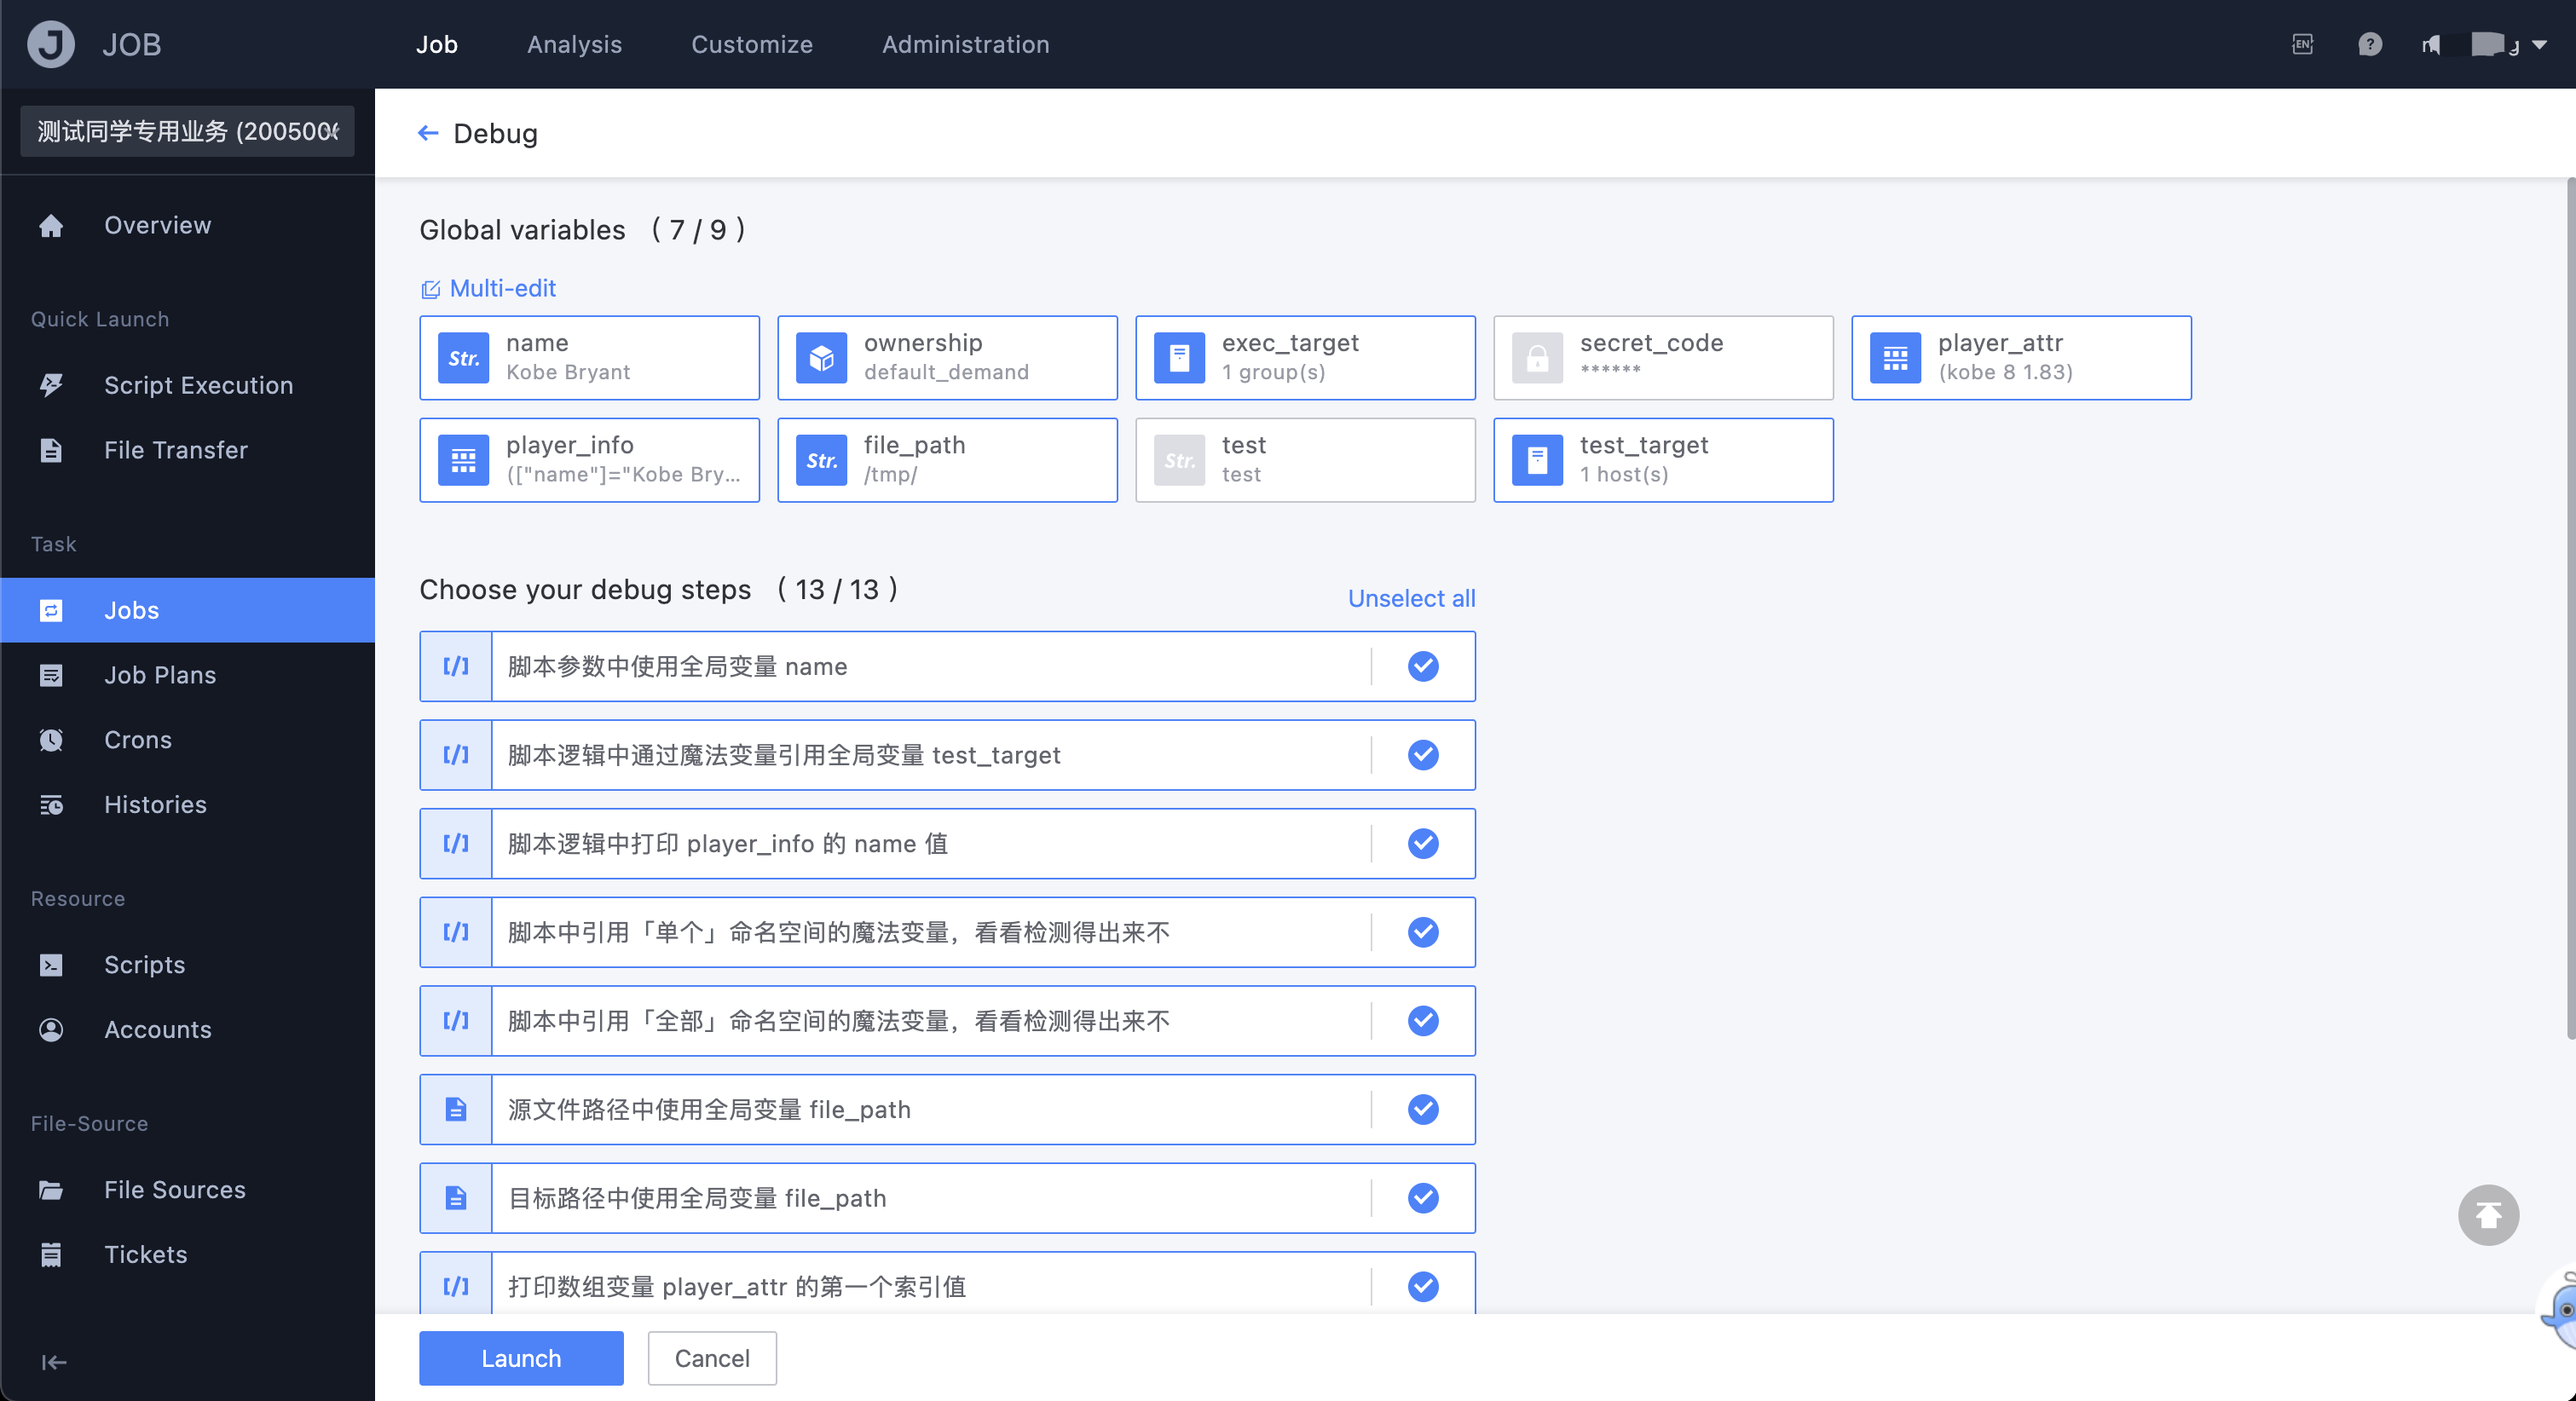 JOB
Job
Analysis
Customize
Administration
EN
测试同学专用业务 (200500
Overview
Quick Launch
Script Execution
File Transfer
Task
Jobs
Job Plans
Crons
Histories
Resource
Scripts
Accounts
File-Source
File Sources
Tickets
Debug
Global variables ( 7 / 9 )
Multi-edit
Str.
name
Kobe Bryant
ownership
default_demand
exec_target
1 group(s)
secret_code
******
player_attr
(kobe 8 1.83)
player_info
(["name"]="Kobe Bry...
Str.
file_path
/tmp/
Str.
test
test
test_target
1 host(s)
Choose your debug steps ( 13 / 13 )
Unselect all
脚本参数中使用全局变量 name
脚本逻辑中通过魔法变量引用全局变量 test_target
脚本逻辑中打印 player_info 的 name 值
脚本中引用「单个」命名空间的魔法变量，看看检测得出来不
脚本中引用「全部」命名空间的魔法变量，看看检测得出来不
源文件路径中使用全局变量 file_path
目标路径中使用全局变量 file_path
打印数组变量 player_attr 的第一个索引值
Launch
Cancel